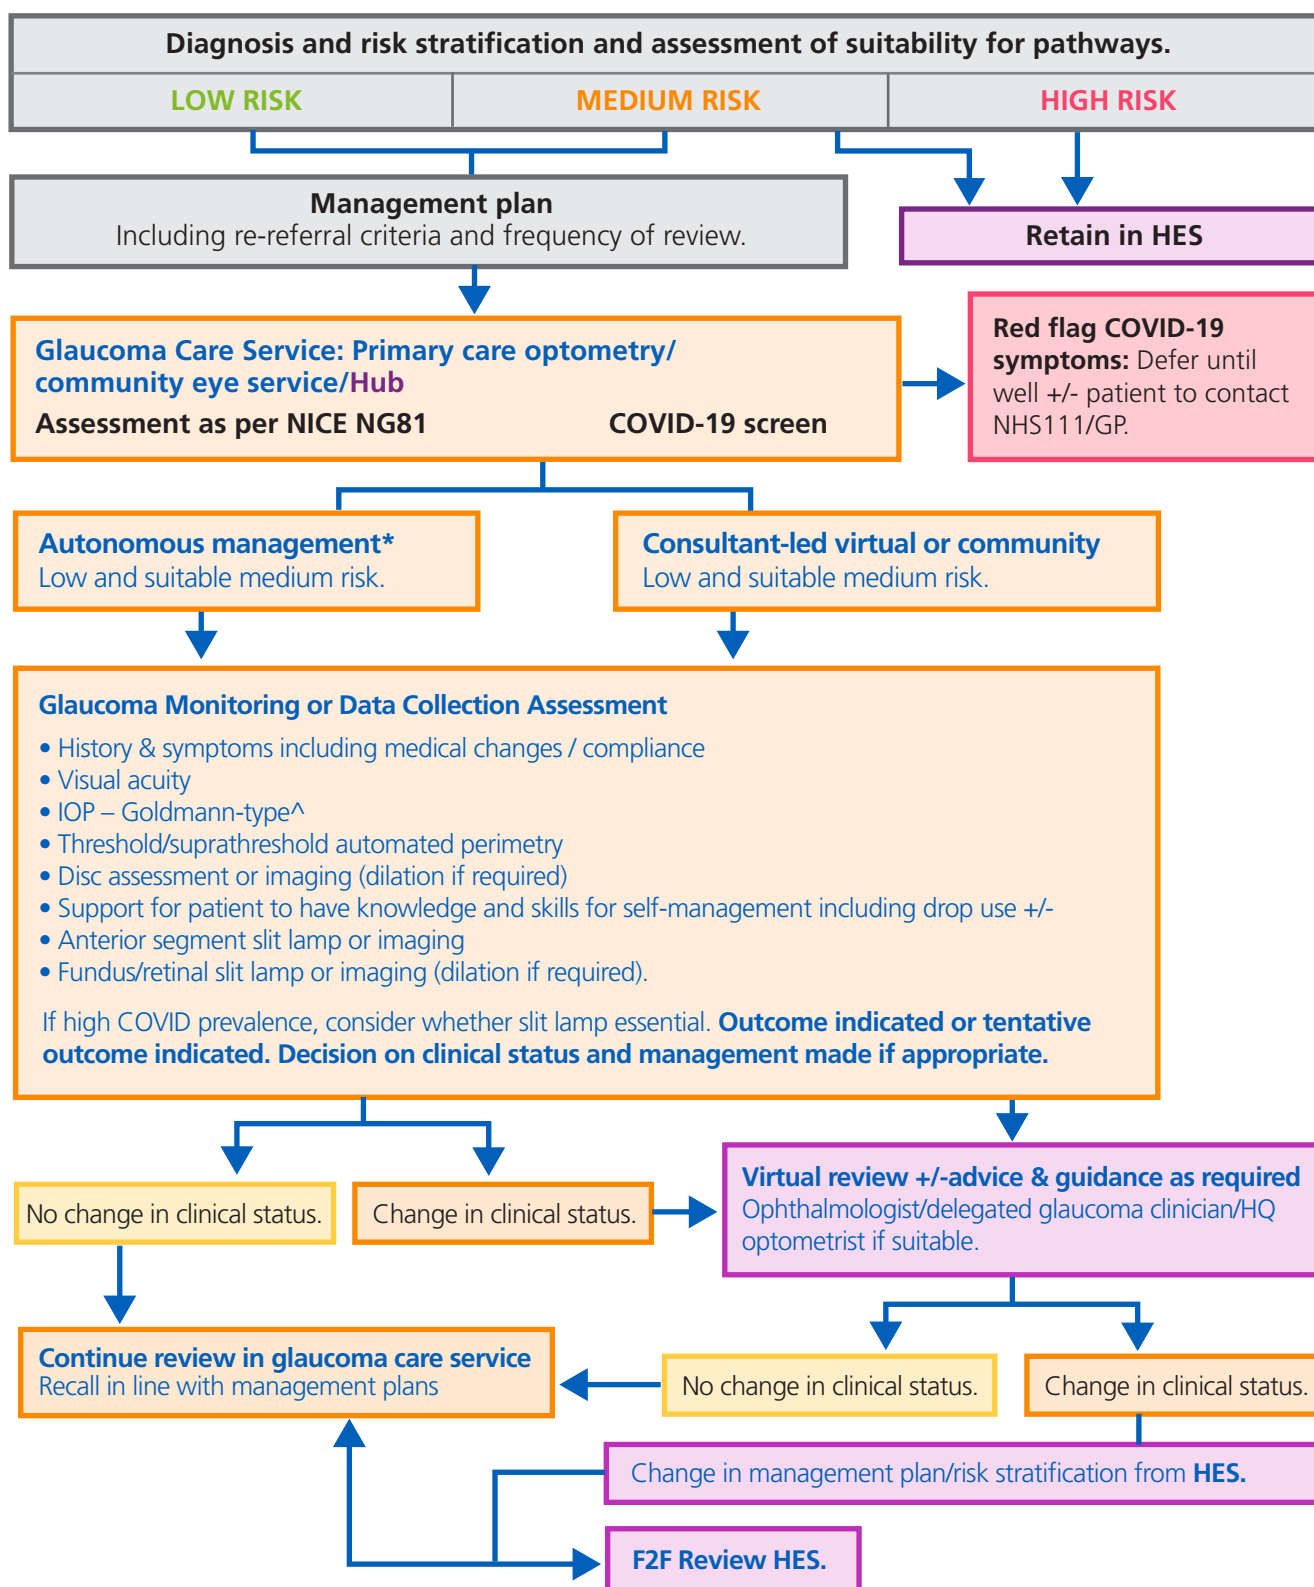 Diagnosis and risk stratification and assessment of suitability for pathways.
LOW RISK
MEDIUM RISK
HIGH RISK
Management plan
Including re-referral criteria and frequency of review.
Retain in HES
Glaucoma Care Service: Primary care optometry/
community eye service/Hub
Assessment as per NICE NG81
COVID-19 screen
Red flag COVID-19
symptoms: Defer until
well +/- patient to contact
NHS111/GP.
Autonomous management*
Low and suitable medium risk.
Consultant-led virtual or community
Low and suitable medium risk.
Glaucoma Monitoring or Data Collection Assessment
• History & symptoms including medical changes / compliance
• Visual acuity
• IOP – Goldmann-type^
• Threshold/suprathreshold automated perimetry
• Disc assessment or imaging (dilation if required)
• Support for patient to have knowledge and skills for self-management including drop use +/-
• Anterior segment slit lamp or imaging
• Fundus/retinal slit lamp or imaging (dilation if required).
If high COVID prevalence, consider whether slit lamp essential. Outcome indicated or tentative
outcome indicated. Decision on clinical status and management made if appropriate.
No change in clinical status.
Change in clinical status.
Virtual review +/-advice & guidance as required
Ophthalmologist/delegated glaucoma clinician/HQ
optometrist if suitable.
Continue review in glaucoma care service
Recall in line with management plans
No change in clinical status.
Change in clinical status.
Change in management plan/risk stratification from HES.
F2F Review HES.